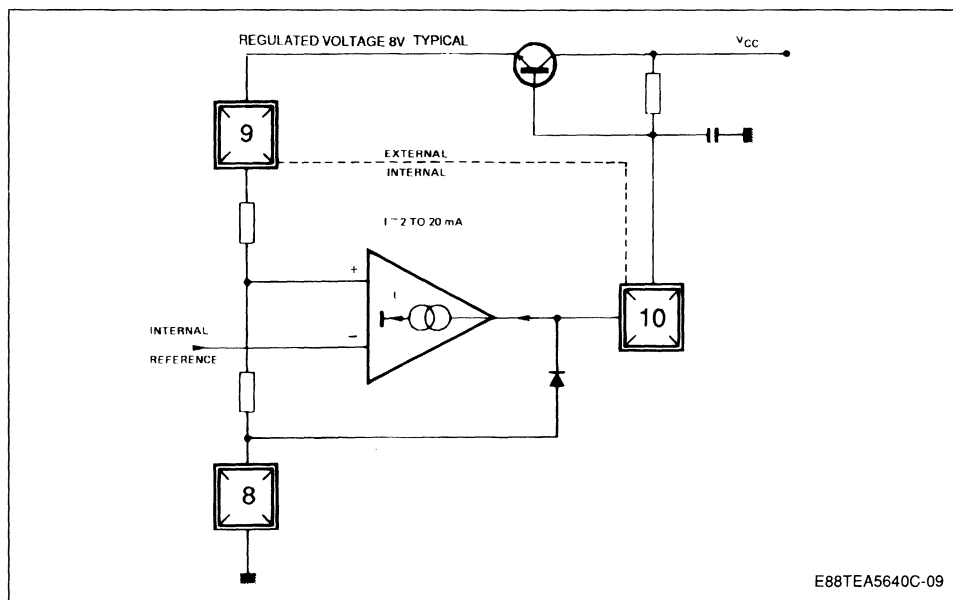 REGULATED VOLTAGE 8V TYPICAL
VCC
9
EXTERNAL
INTERNAL
I = 2 TO 20 mA
+
I
−
INTERNAL
REFERENCE
10
8
E88TEA5640C-09